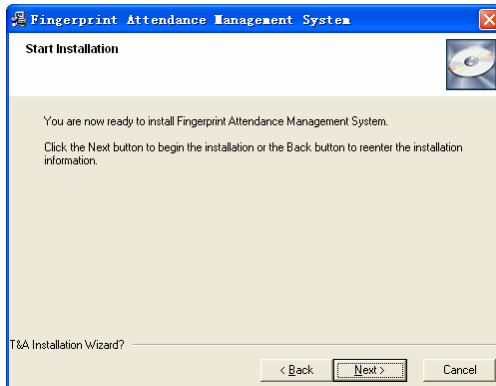 Fingerprint Attendance Management System
Start Installation
You are now ready to install Fingerprint Attendance Management System.
Click the Next button to begin the installation or the Back button to reenter the installation
information.
T&A Installation Wizard?
< Back Next > Cancel